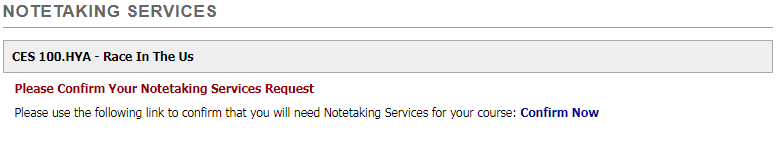 NOTETAKING SERVICES
CES 100.HYA - Race In The Us
Please Confirm Your Notetaking Services Request
Please use the following link to confirm that you will need Notetaking Services for your course: Confirm Now